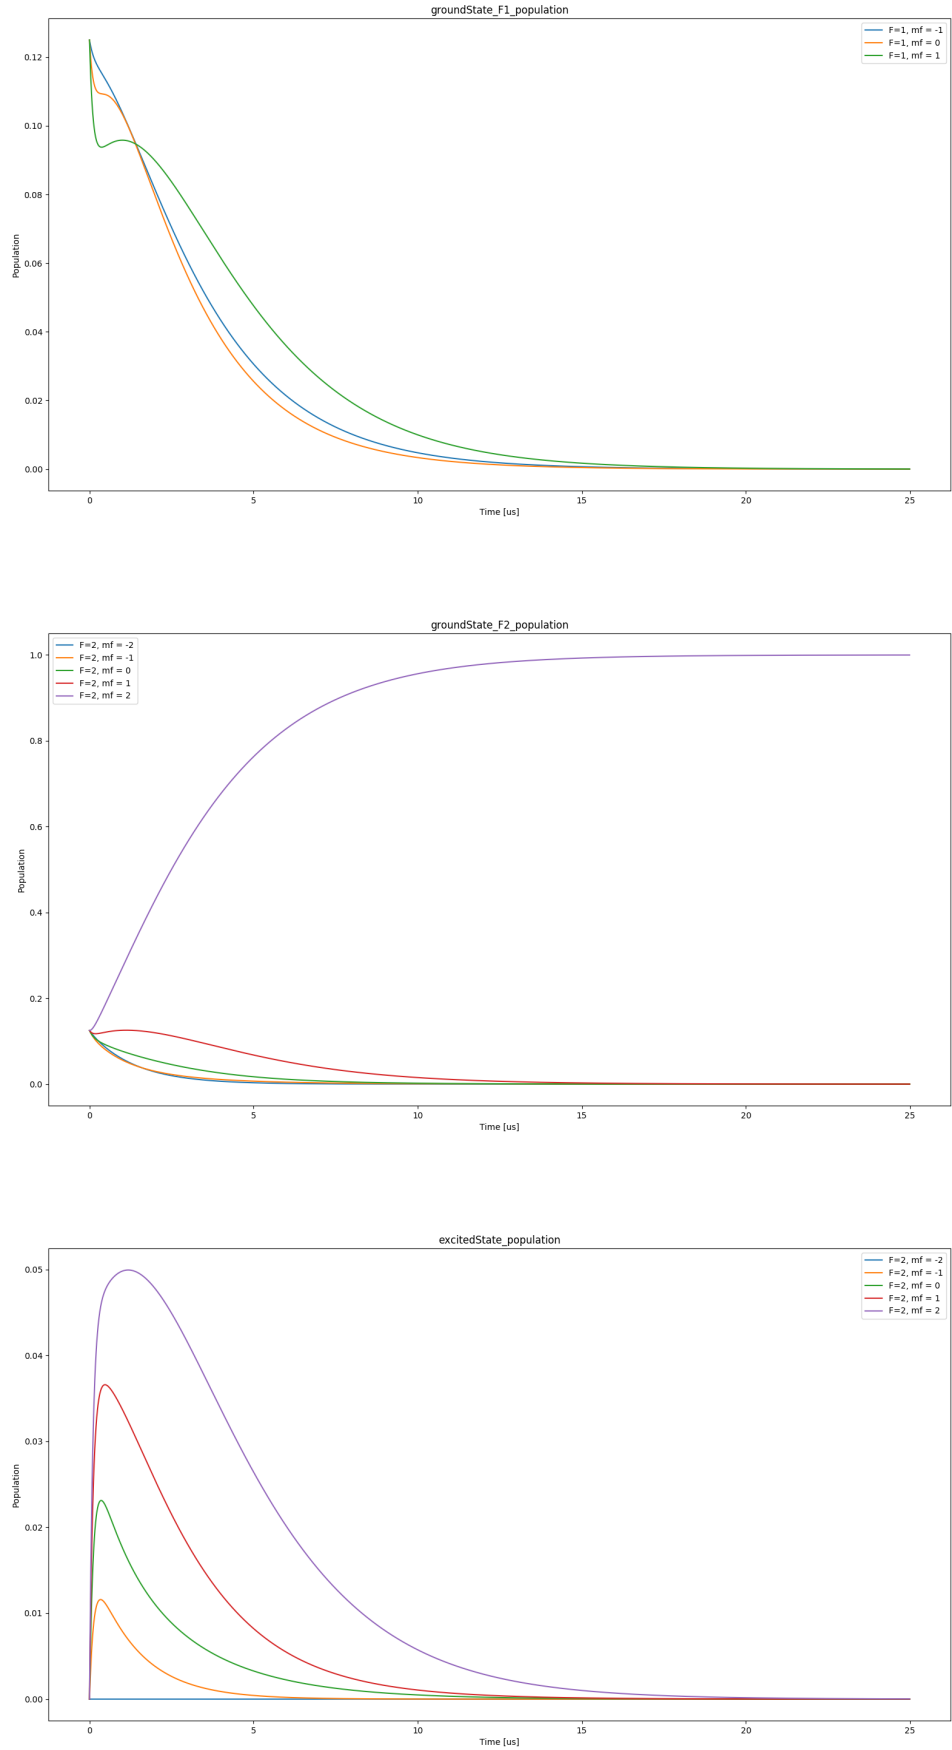 groundState_F1_population
F=1, mf = -1
F=1, mf = 0
F=1, mf = 1
0.12
0.10
0.08
0.06
0.04
0.02
0.00
Population
0 5 10 15 20 25
Time [us]
groundState_F2_population
F=2, mf = -2
F=2, mf = -1
F=2, mf = 0
F=2, mf = 1
F=2, mf = 2
1.0
0.8
0.6
0.4
0.2
0.0
Population
0 5 10 15 20 25
Time [us]
excitedState_population
F=2, mf = -2
F=2, mf = -1
F=2, mf = 0
F=2, mf = 1
F=2, mf = 2
0.05
0.04
0.03
0.02
0.01
0.00
Population
0 5 10 15 20 25
Time [us]